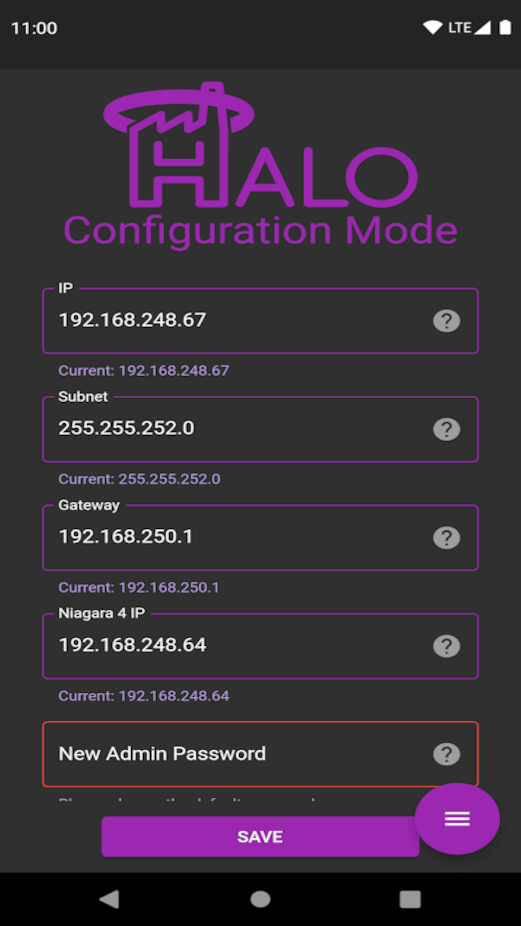 11:00
LTE
HALO
Configuration Mode
IP
192.168.248.67
Current: 192.168.248.67
Subnet
255.255.252.0
Current: 255.255.252.0
Gateway
192.168.250.1
Current: 192.168.250.1
Niagara 4 IP
192.168.248.64
Current: 192.168.248.64
New Admin Password
SAVE